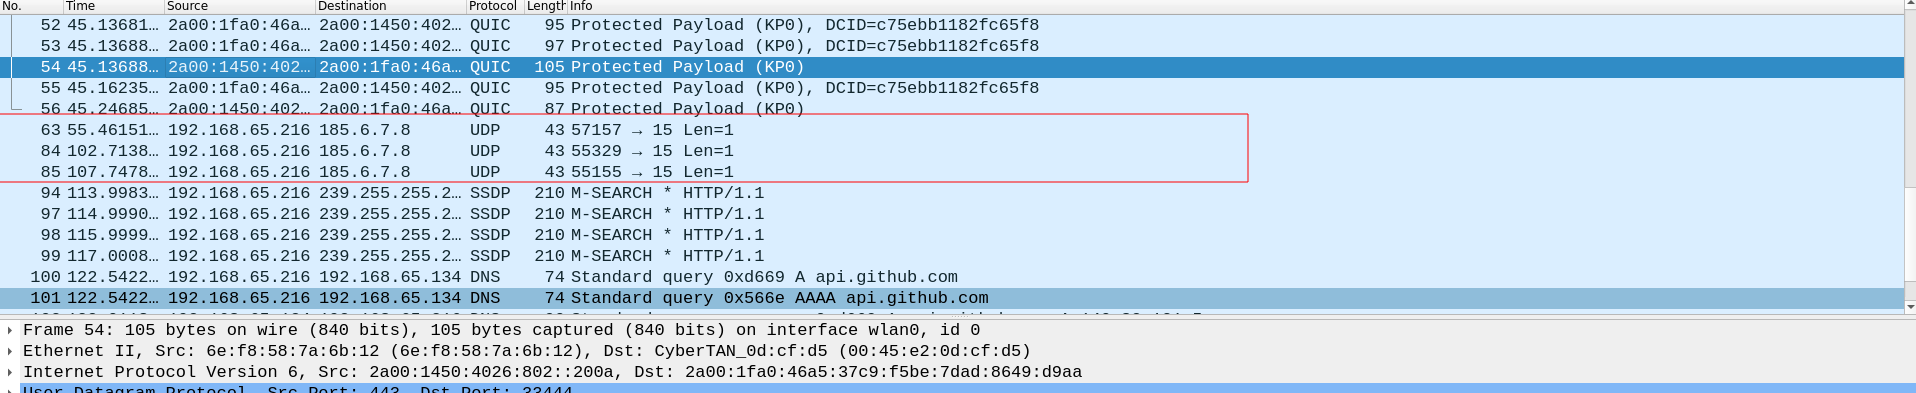 No. Time Source Destination Protocol Length Info
52 45.13681… 2a00:1fa0:46a… 2a00:1450:402… QUIC 95 Protected Payload (KP0), DCID=c75ebb1182fc65f8
53 45.13688… 2a00:1fa0:46a… 2a00:1450:402… QUIC 97 Protected Payload (KP0), DCID=c75ebb1182fc65f8
54 45.13688… 2a00:1450:402… 2a00:1fa0:46a… QUIC 105 Protected Payload (KP0)
55 45.16235… 2a00:1fa0:46a… 2a00:1450:402… QUIC 95 Protected Payload (KP0), DCID=c75ebb1182fc65f8
56 45.24685… 2a00:1450:402… 2a00:1fa0:46a… QUIC 87 Protected Payload (KP0)
63 55.46151… 192.168.65.216 185.6.7.8 UDP 43 57157 → 15 Len=1
84 102.7138… 192.168.65.216 185.6.7.8 UDP 43 55329 → 15 Len=1
85 107.7478… 192.168.65.216 185.6.7.8 UDP 43 55155 → 15 Len=1
94 113.9983… 192.168.65.216 239.255.255.2… SSDP 210 M-SEARCH * HTTP/1.1
97 114.9990… 192.168.65.216 239.255.255.2… SSDP 210 M-SEARCH * HTTP/1.1
98 115.9999… 192.168.65.216 239.255.255.2… SSDP 210 M-SEARCH * HTTP/1.1
99 117.0008… 192.168.65.216 239.255.255.2… SSDP 210 M-SEARCH * HTTP/1.1
100 122.5422… 192.168.65.216 192.168.65.134 DNS 74 Standard query 0xd669 A api.github.com
101 122.5422… 192.168.65.216 192.168.65.134 DNS 74 Standard query 0x566e AAAA api.github.com
Frame 54: 105 bytes on wire (840 bits), 105 bytes captured (840 bits) on interface wlan0, id 0
Ethernet II, Src: 6e:f8:58:7a:6b:12 (6e:f8:58:7a:6b:12), Dst: CyberTAN_0d:cf:d5 (00:45:e2:0d:cf:d5)
Internet Protocol Version 6, Src: 2a00:1450:4026:802::200a, Dst: 2a00:1fa0:46a5:37c9:f5be:7dad:8649:d9aa
User Datagram Protocol, Src Port: 443, Dst Port: 33444